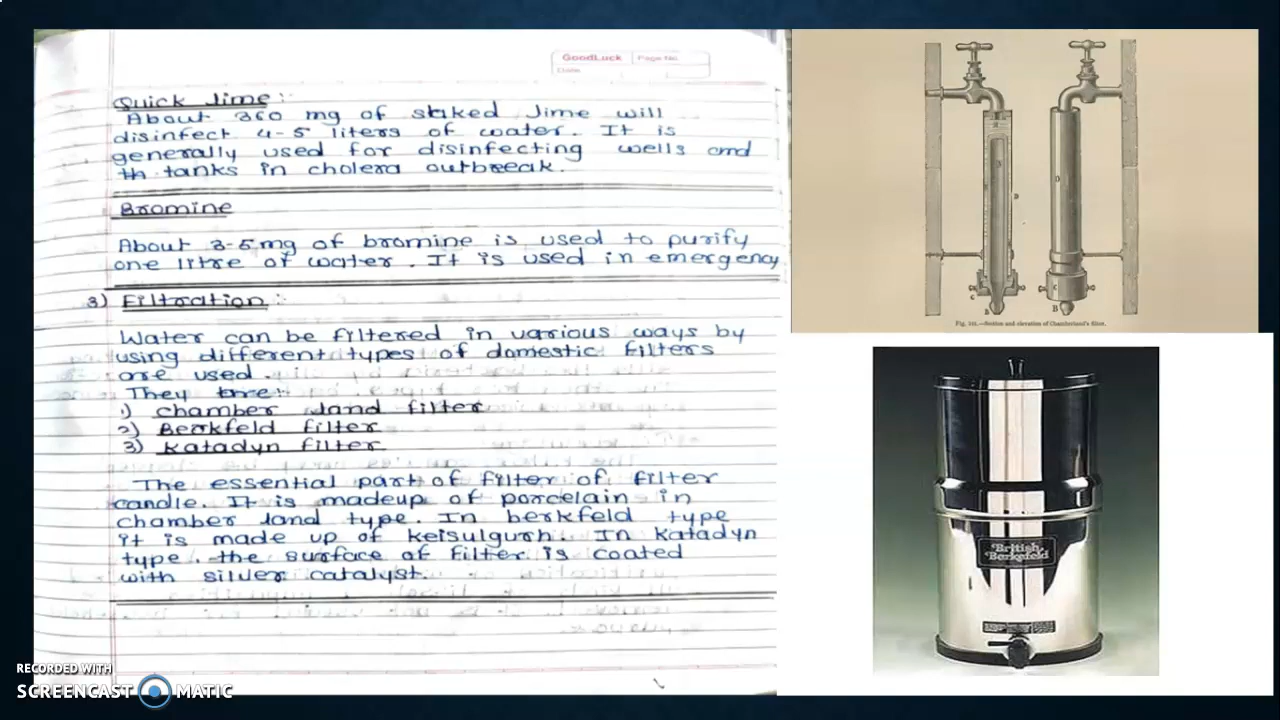 GoodLuck Page No.
Date
Quick Lime :
About 360 mg of slaked Lime will
disinfect 4-5 liters of water. It is
generally used for disinfecting wells and
th tanks in cholera outbreak.
Bromine
About 3-5mg of bromine is used to purify
one litre of water. It is used in emergency
3) Filtration :
Water can be filtered in various ways by
using different types of domestic filters
are used.
They are:
1) chamber land filter
2) Berkfeld filter
3) Katadyn filter
The essential part of filter of filter
candle. It is madeup of porcelain in
chamber land type. In berkfeld type
it is made up of keisulgurh. In Katadyn
type. the surface of filter is coated
with silver catalyst.
Fig. —Section and elevation of Chamberland's filter.
British
Berkefeld
RECORDED WITH
SCREENCAST MATIC